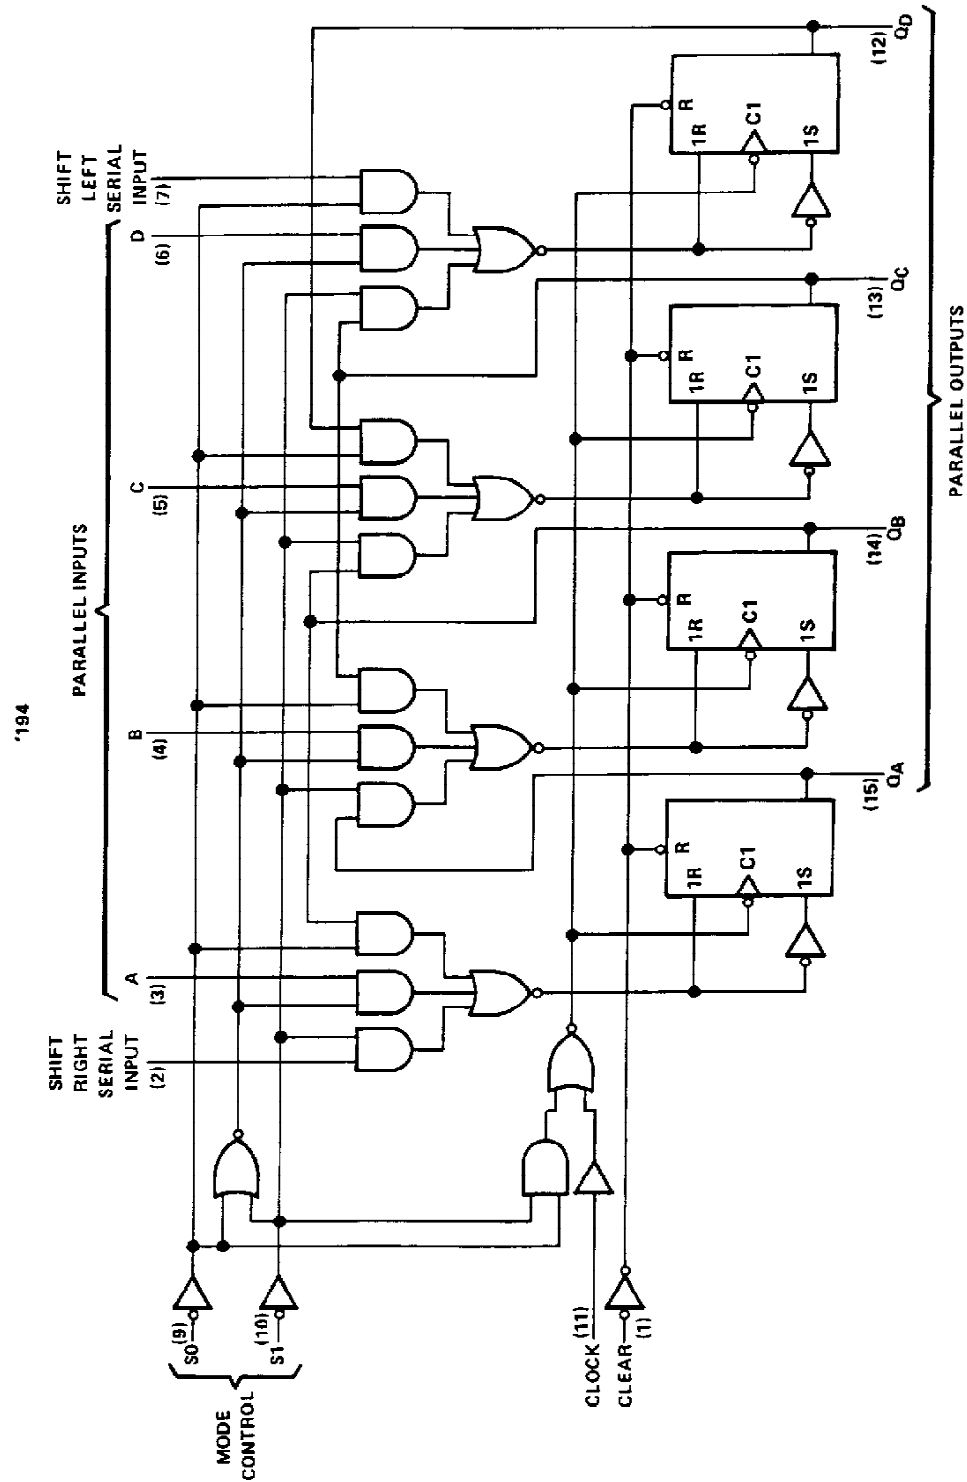 '194
PARALLEL INPUTS
SHIFT
RIGHT
SERIAL
INPUT
(2)
A
(3)
B
(4)
C
(5)
D
(6)
SHIFT
LEFT
SERIAL
INPUT
(7)
MODE
CONTROL
S0
(9)
S1
(10)
CLOCK
(11)
CLEAR
(1)
1R
R
C1
1S
1R
R
C1
1S
1R
R
C1
1S
1R
R
C1
1S
(15)
QA
(14)
QB
(13)
QC
(12)
QD
PARALLEL OUTPUTS